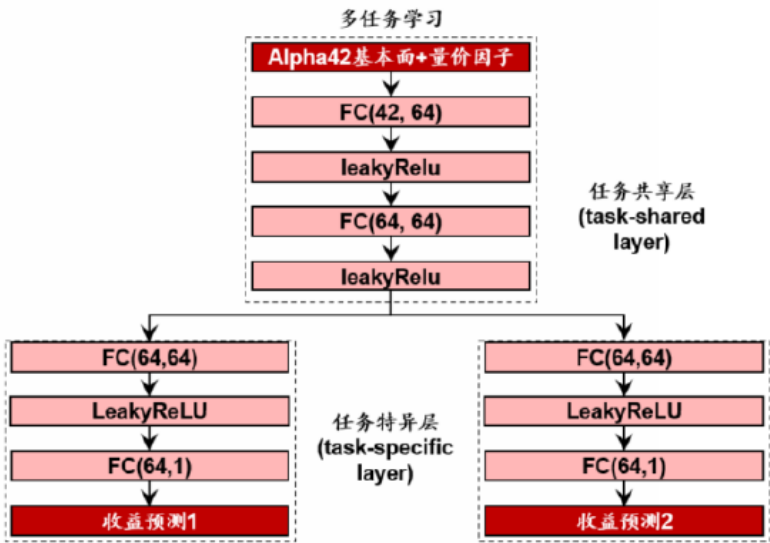 多任务学习
Alpha42基本面+量价因子
FC(42, 64)
leakyRelu
FC(64, 64)
leakyRelu
任务共享层
(task-shared
layer)
FC(64,64)
LeakyReLU
FC(64,1)
收益预测1
任务特异层
(task-specific
layer)
FC(64,64)
LeakyReLU
FC(64,1)
收益预测2